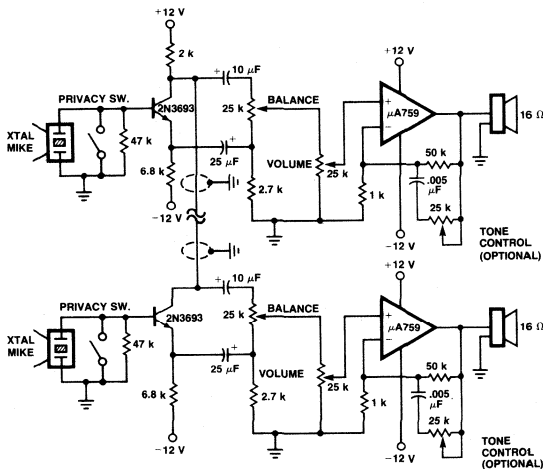 +12 V
2 k
+ 10 μF
PRIVACY SW.
2N3693
BALANCE
25 k
XTAL
MIKE
47 k
6.8 k
−12 V
+
25 μF
VOLUME
25 k
2.7 k
+12 V
+
−
μA759
16 Ω
50 k
.005
μF
25 k
1 k
−12 V
TONE
CONTROL
(OPTIONAL)
+ 10 μF
PRIVACY SW.
2N3693
BALANCE
25 k
XTAL
MIKE
47 k
6.8 k
−12 V
+
25 μF
VOLUME
25 k
2.7 k
+12 V
+
−
μA759
16 Ω
50 k
.005
μF
25 k
1 k
−12 V
TONE
CONTROL
(OPTIONAL)